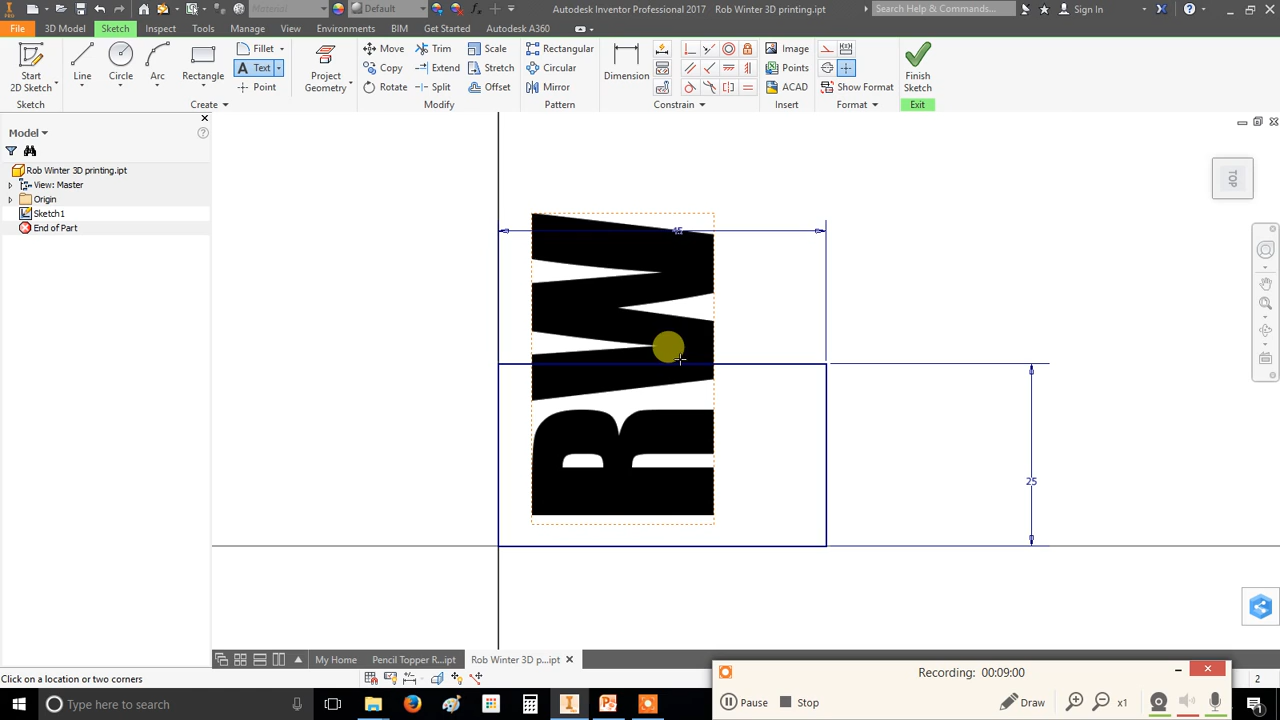 Material
Default
Autodesk Inventor Professional 2017
Rob Winter 3D printing.ipt
Search Help & Commands...
Sign In
File
3D Model
Sketch
Inspect
Tools
Manage
View
Environments
BIM
Get Started
Autodesk A360
Start
2D Sketch
Line
Circle
Arc
Rectangle
Fillet
Text
Point
Project
Geometry
Move
Copy
Rotate
Trim
Extend
Split
Scale
Stretch
Offset
Rectangular
Circular
Mirror
Dimension
Image
Points
ACAD
Show Format
Finish
Sketch
Sketch
Create
Modify
Pattern
Constrain
Insert
Format
Exit
Model
Rob Winter 3D printing.ipt
View: Master
Origin
Sketch1
End of Part
TOP
45
RW
25
My Home
Pencil Topper R...ipt
Rob Winter 3D p...ipt
Click on a location or two corners
2
Recording: 00:09:00
Pause
Stop
Draw
x1
Type here to search